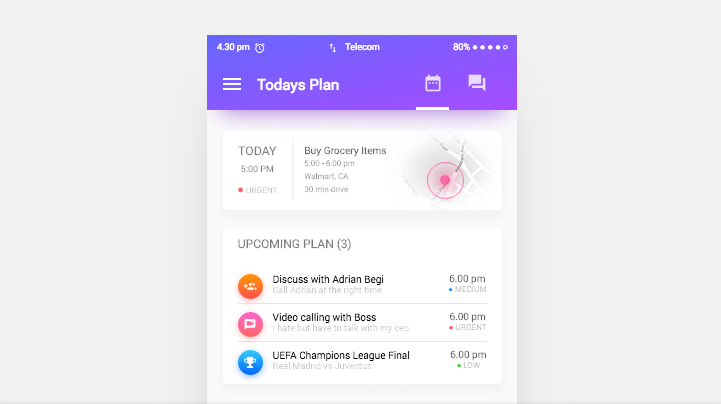 4.30 pm Telecom 80%
Todays Plan
TODAY
5:00 PM
URGENT
Buy Grocery Items
5:00 - 6:00 pm
Walmart, CA
30 min drive
UPCOMING PLAN (3)
Discuss with Adrian Begi 6.00 pm
Call Adrian at the right time MEDIUM
Video calling with Boss 6.00 pm
I hate but have to talk with my ceo URGENT
UEFA Champions League Final 6.00 pm
Real Madrid vs Juventus LOW